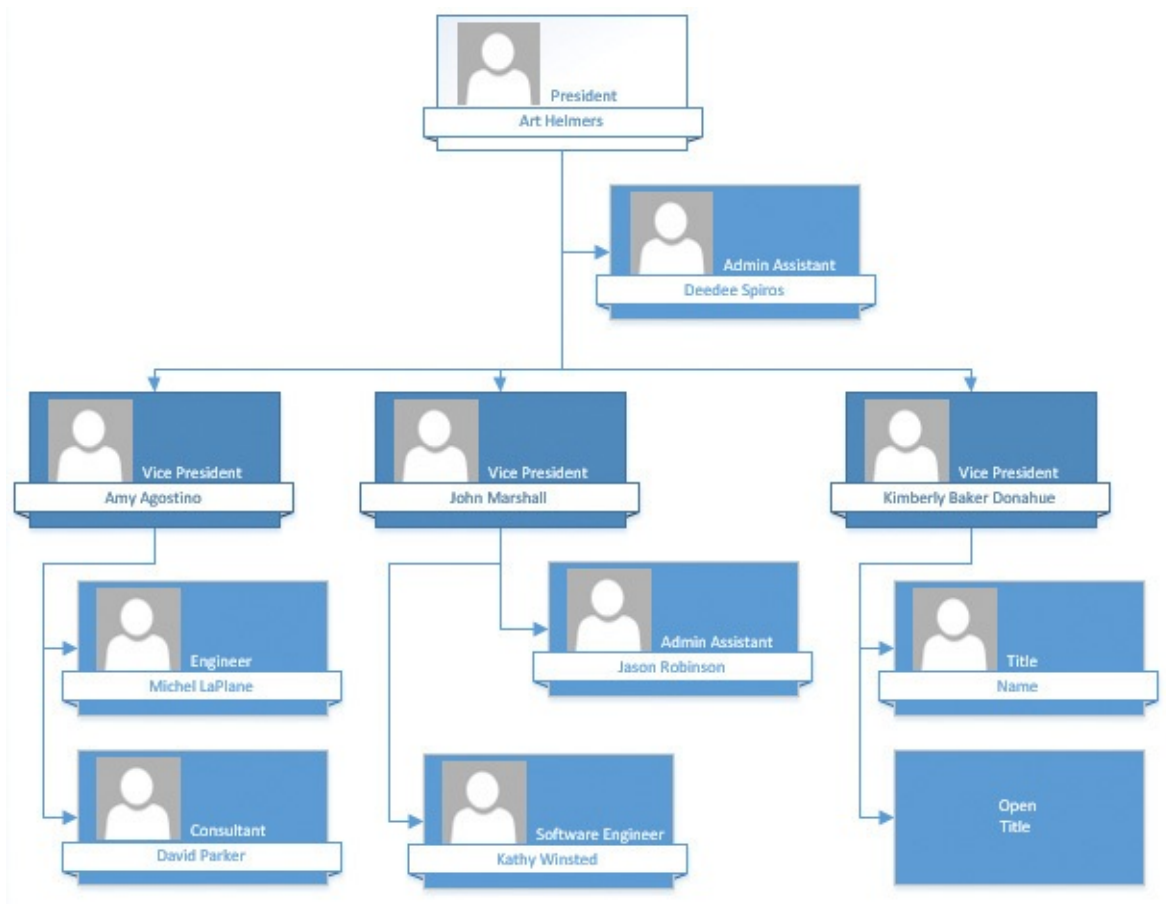 President
Art Helmers
Admin Assistant
Deedee Spiros
Vice President
Amy Agostino
Vice President
John Marshall
Vice President
Kimberly Baker Donahue
Engineer
Michel LaPlane
Admin Assistant
Jason Robinson
Title
Name
Consultant
David Parker
Software Engineer
Kathy Winsted
Open
Title